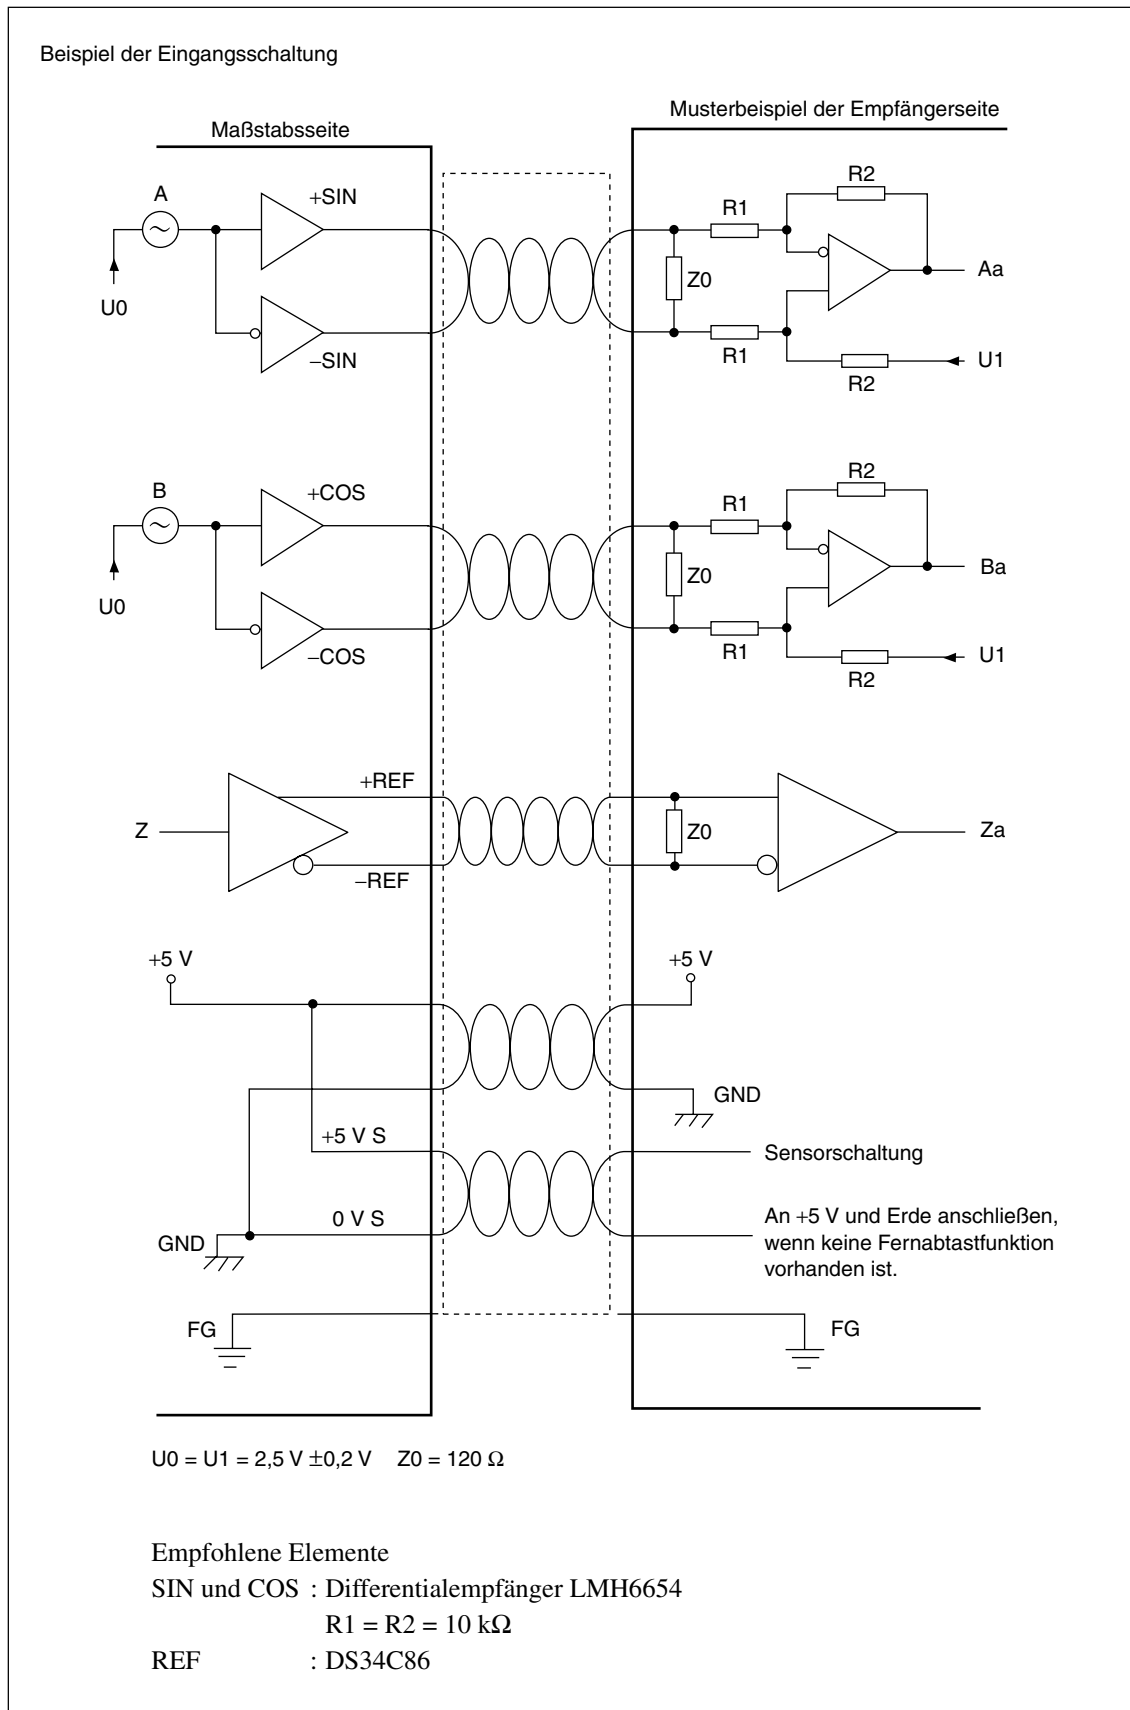 Beispiel der Eingangsschaltung
Maßstabsseite
Musterbeispiel der Empfängerseite
A
+SIN
U0
−SIN
R1
R2
Z0
Aa
R1
R2
U1
B
+COS
U0
−COS
R1
R2
Z0
Ba
R1
R2
U1
Z
+REF
−REF
Z0
Za
+5 V
+5 V
GND
+5 V S
Sensorschaltung
0 V S
GND
An +5 V und Erde anschließen,
wenn keine Fernabtastfunktion
vorhanden ist.
FG
FG
U0 = U1 = 2,5 V ±0,2 V Z0 = 120 Ω
Empfohlene Elemente
SIN und COS : Differentialempfänger LMH6654
R1 = R2 = 10 kΩ
REF : DS34C86